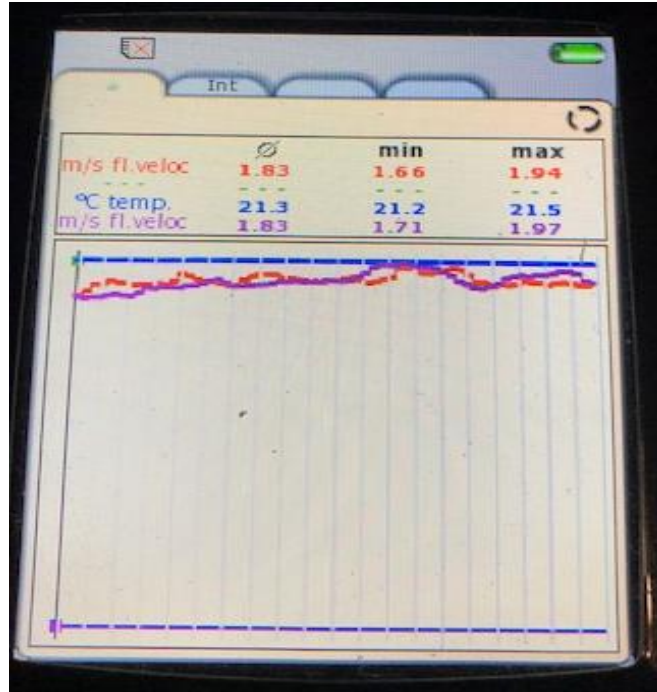 Int
Ø min max
m/s fl.veloc 1.83 1.66 1.94
- - - - - - - - - - - -
°C temp. 21.3 21.2 21.5
m/s fl.veloc 1.83 1.71 1.97